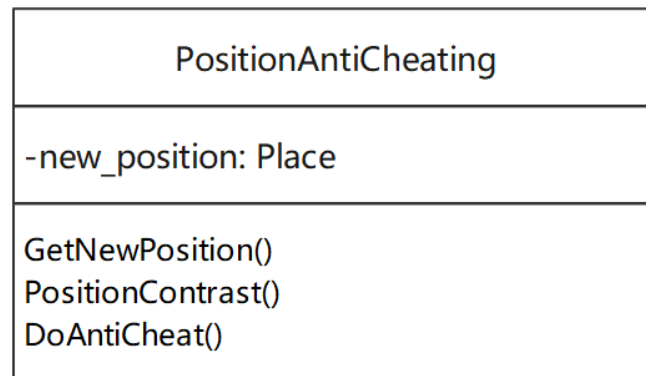 PositionAntiCheating
-new_position: Place
GetNewPosition()
PositionContrast()
DoAntiCheat()